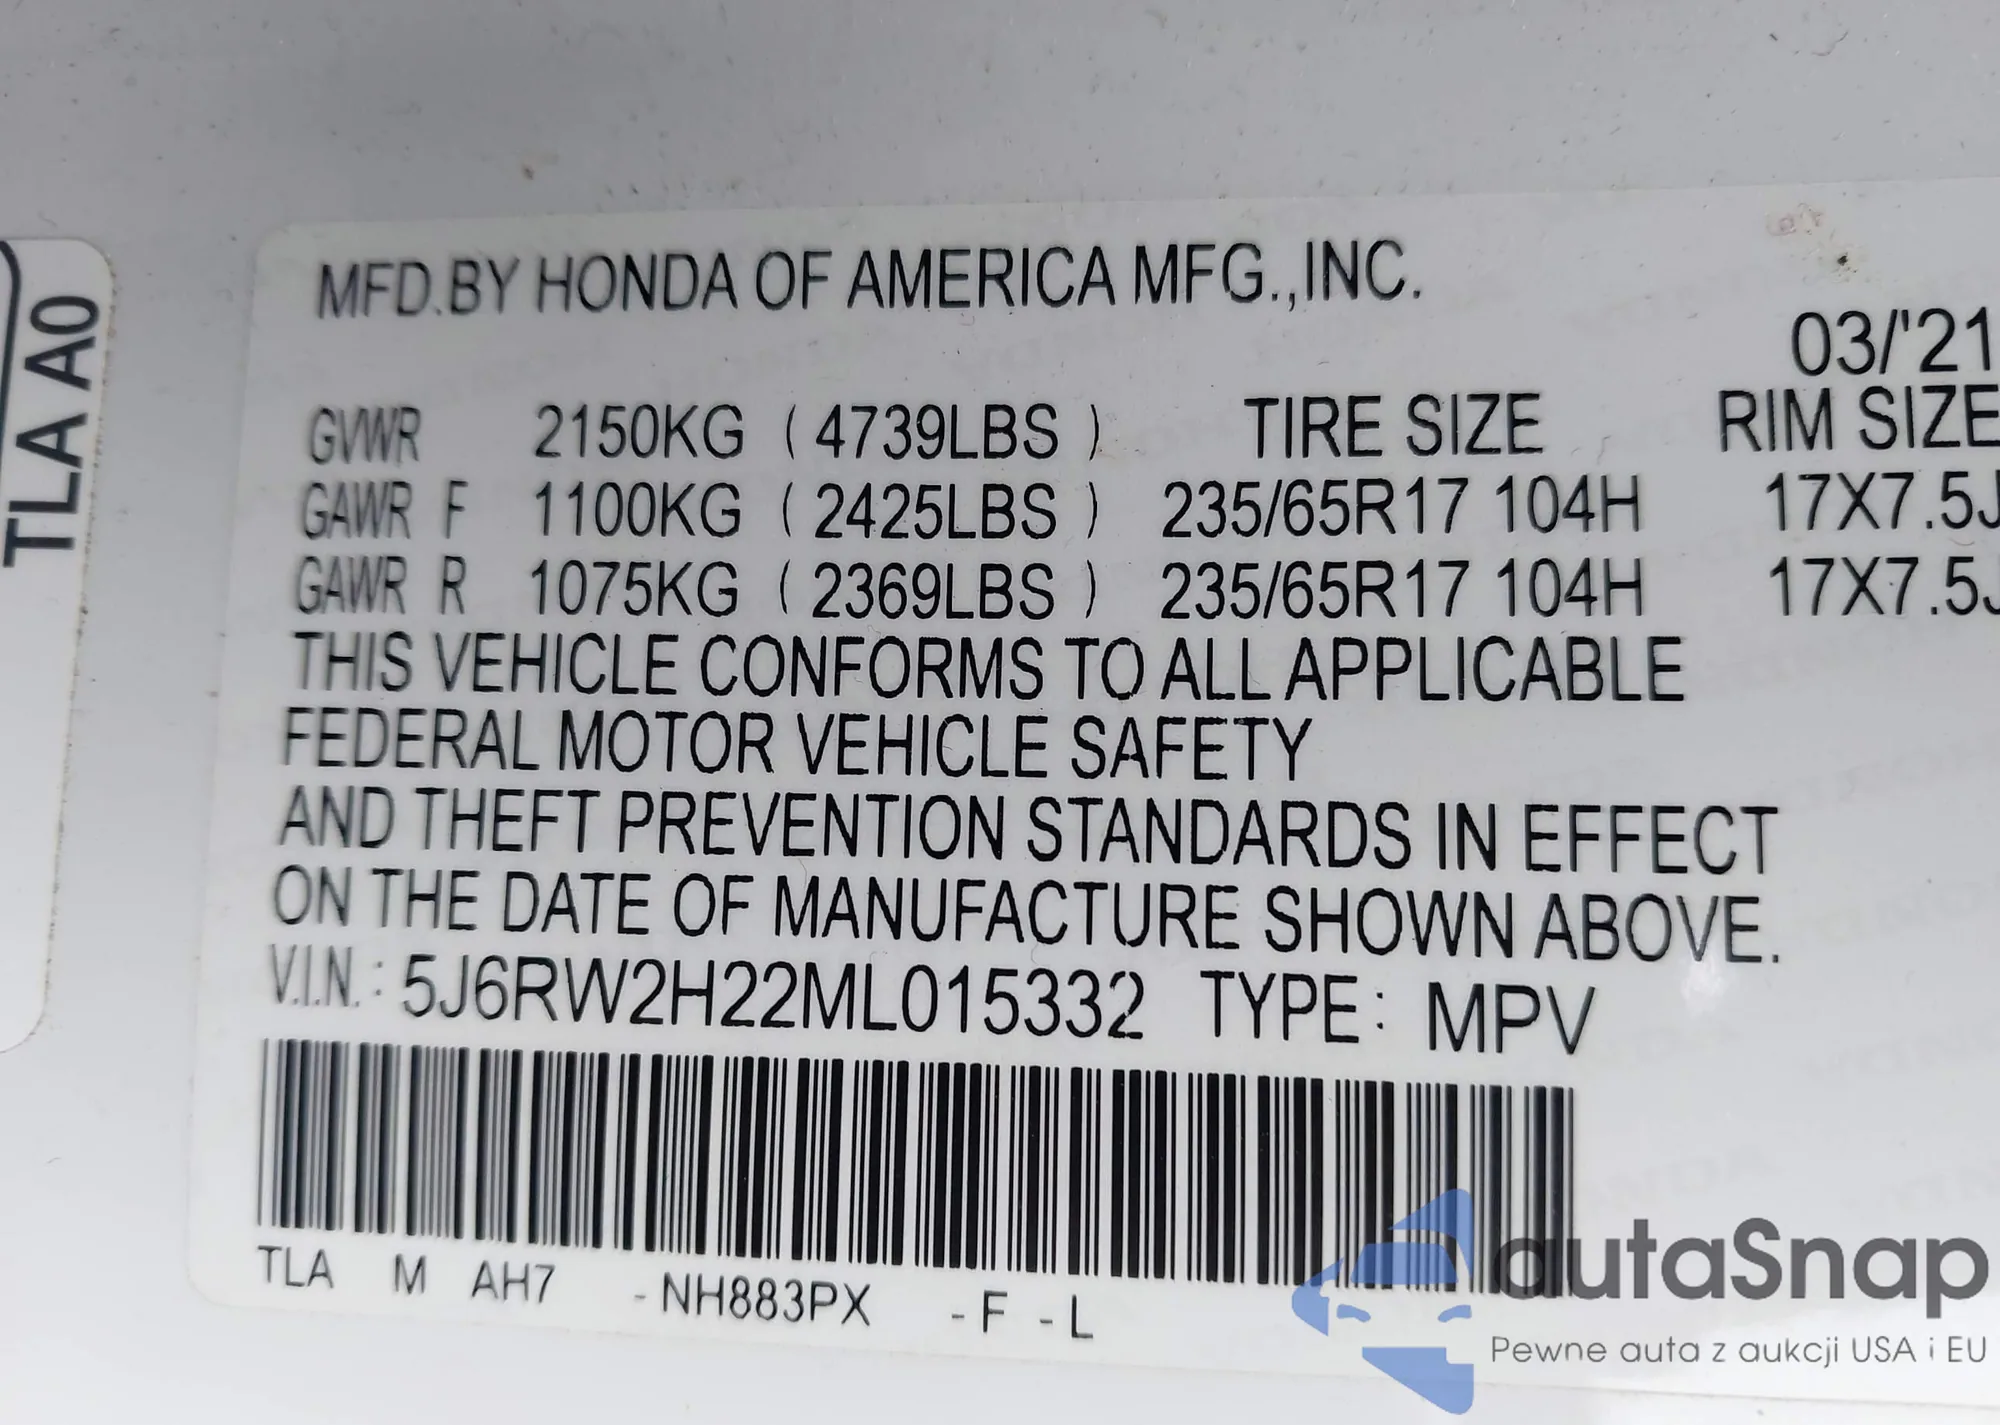 TLA A0
MFD.BY HONDA OF AMERICA MFG.,INC.
03/'21
GVWR 2150KG ( 4739LBS ) TIRE SIZE RIM SIZE
GAWR F 1100KG ( 2425LBS ) 235/65R17 104H 17X7.5J
GAWR R 1075KG ( 2369LBS ) 235/65R17 104H 17X7.5J
THIS VEHICLE CONFORMS TO ALL APPLICABLE
FEDERAL MOTOR VEHICLE SAFETY
AND THEFT PREVENTION STANDARDS IN EFFECT
ON THE DATE OF MANUFACTURE SHOWN ABOVE.
V.I.N.: 5J6RW2H22ML015332 TYPE: MPV
TLA M AH7 -NH883PX -F -L
autaSnap
Pewne auta z aukcji USA i EU